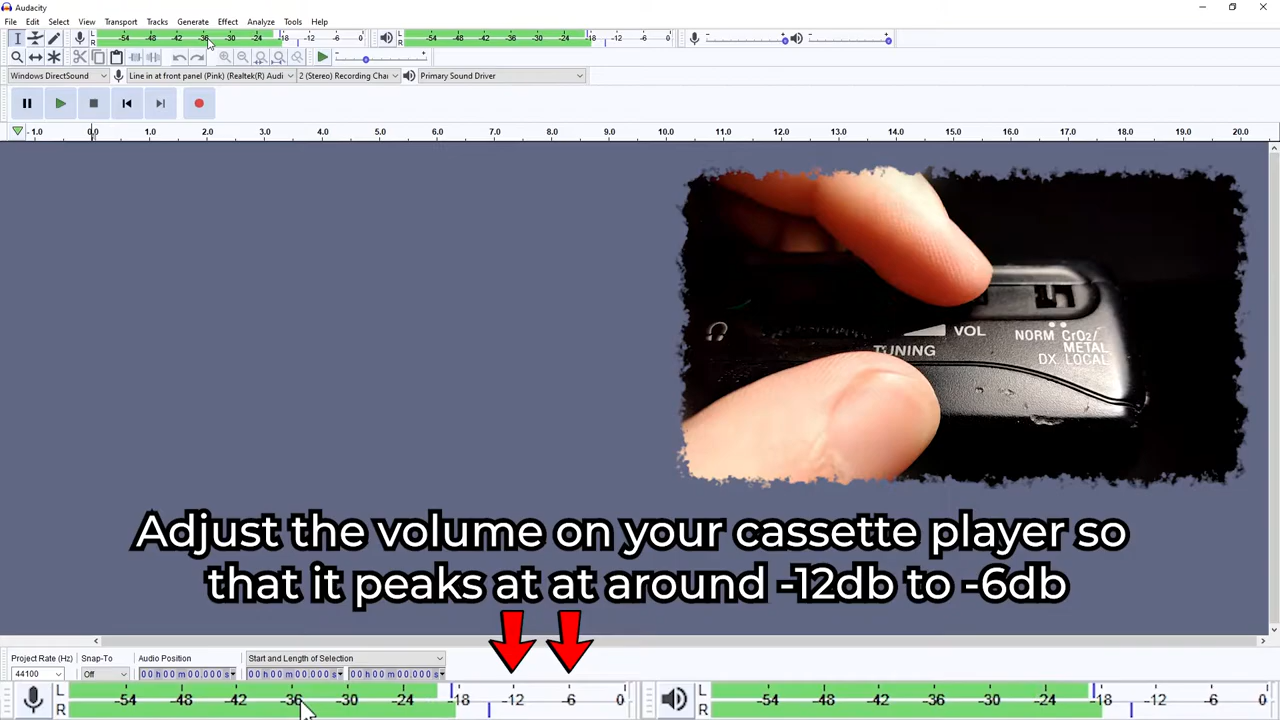 Audacity
File Edit Select View Transport Tracks Generate Effect Analyze Tools Help
L R -54 -48 -42 -36 -30 -24 -18 -12 -6 0
L R -54 -48 -42 -36 -30 -24 -18 -12 -6 0
Windows DirectSound Line in at front panel (Pink) (Realtek(R) Audi 2 (Stereo) Recording Chan Primary Sound Driver
- 1.0 0.0 1.0 2.0 3.0 4.0 5.0 6.0 7.0 8.0 9.0 10.0 11.0 12.0 13.0 14.0 15.0 16.0 17.0 18.0 19.0 20.0
VOL
TUNING
NORM CrO2/
METAL
DX LOCAL
Adjust the volume on your cassette player so
that it peaks at at around -12db to -6db
Project Rate (Hz) Snap-To Audio Position Start and Length of Selection
44100 Off 00 h 00 m 00.000 s 00 h 00 m 00.000 s 00 h 00 m 00.000 s
L R -54 -48 -42 -36 -30 -24 -18 -12 -6 0
L R -54 -48 -42 -36 -30 -24 -18 -12 -6 0